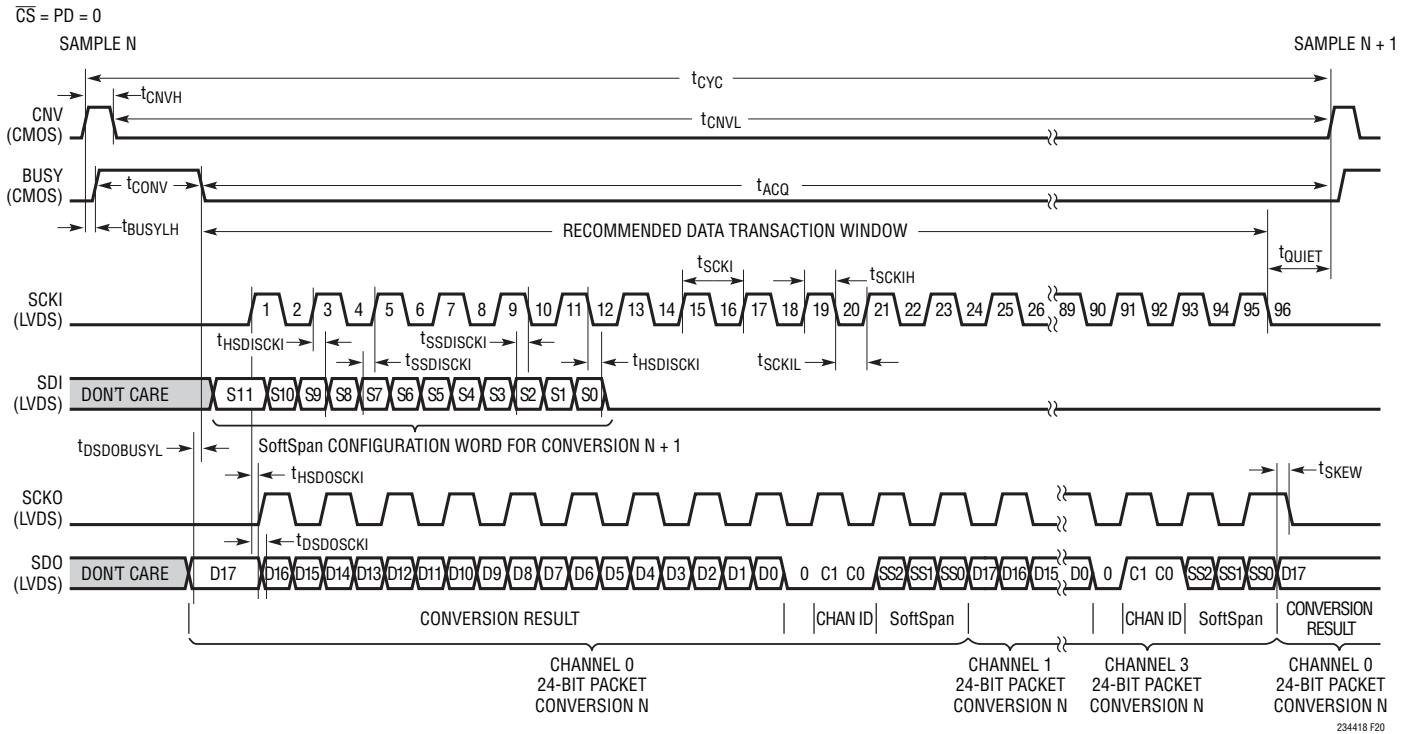 CS = PD = 0
SAMPLE N
SAMPLE N + 1
tCYC
tCNVH
CNV
(CMOS)
tCNVL
BUSY
(CMOS)
tCONV
tACQ
tBUSYLH
RECOMMENDED DATA TRANSACTION WINDOW
tQUIET
tSCKI
tSCKIH
SCKI
(LVDS)
1 2 3 4 5 6 7 8 9 10 11 12 13 14 15 16 17 18 19 20 21 22 23 24 25 26 89 90 91 92 93 94 95 96
tHSDISCKI
tSSDISCKI
tSSDISCKI
tHSDISCKI
tSCKIL
SDI
(LVDS)
DON'T CARE S11 S10 S9 S8 S7 S6 S5 S4 S3 S2 S1 S0
tDSDOBUSYL
SoftSpan CONFIGURATION WORD FOR CONVERSION N + 1
tHSDOSCKI
tSKEW
SCKO
(LVDS)
tDSDOSCKI
SDO
(LVDS)
DON'T CARE D17 D16 D15 D14 D13 D12 D11 D10 D9 D8 D7 D6 D5 D4 D3 D2 D1 D0 0 C1 C0 SS2 SS1 SS0 D17 D16 D15 D0 0 C1 C0 SS2 SS1 SS0 D17
CONVERSION RESULT
CHAN ID
SoftSpan
CHAN ID
SoftSpan
CONVERSION
RESULT
CHANNEL 0
24-BIT PACKET
CONVERSION N
CHANNEL 1
24-BIT PACKET
CONVERSION N
CHANNEL 3
24-BIT PACKET
CONVERSION N
CHANNEL 0
24-BIT PACKET
CONVERSION N
234418 F20